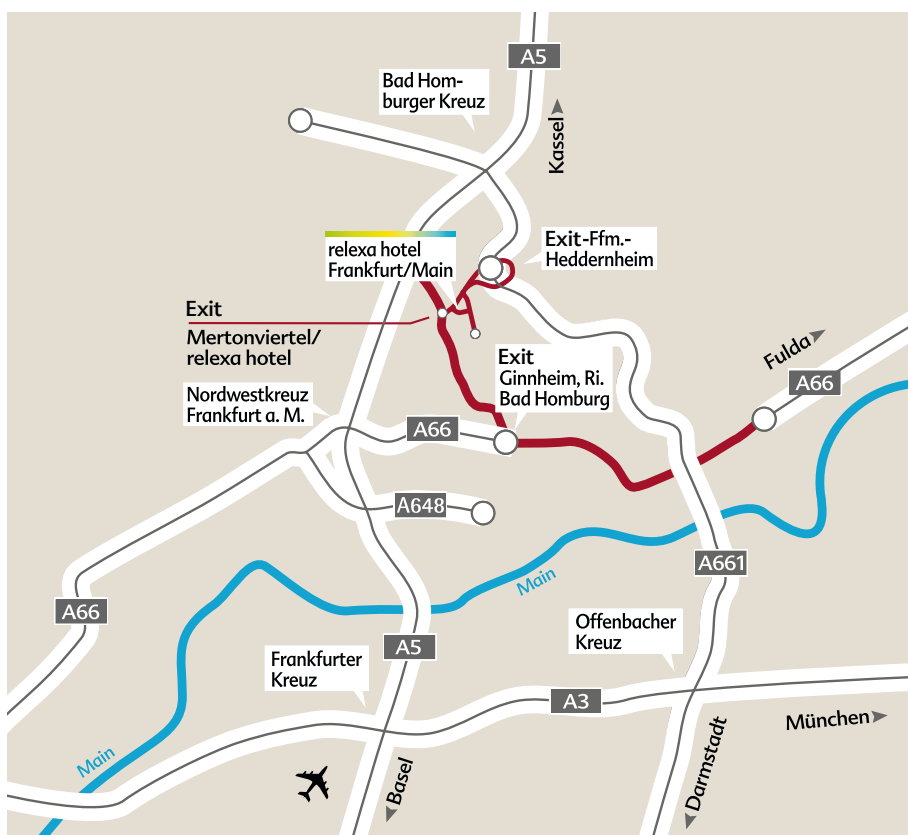 A5
Bad Hom-
burger Kreuz
Kassel
relexa hotel
Frankfurt/Main
Exit-Ffm.-
Heddernheim
Exit
Mertonviertel/
relexa hotel
Exit
Ginnheim, Ri.
Bad Homburg
Fulda
A66
Nordwestkreuz
Frankfurt a. M.
A66
A648
A661
Main
A66
Offenbacher
Kreuz
A5
Frankfurter
Kreuz
A3
München
Main
Basel
Darmstadt